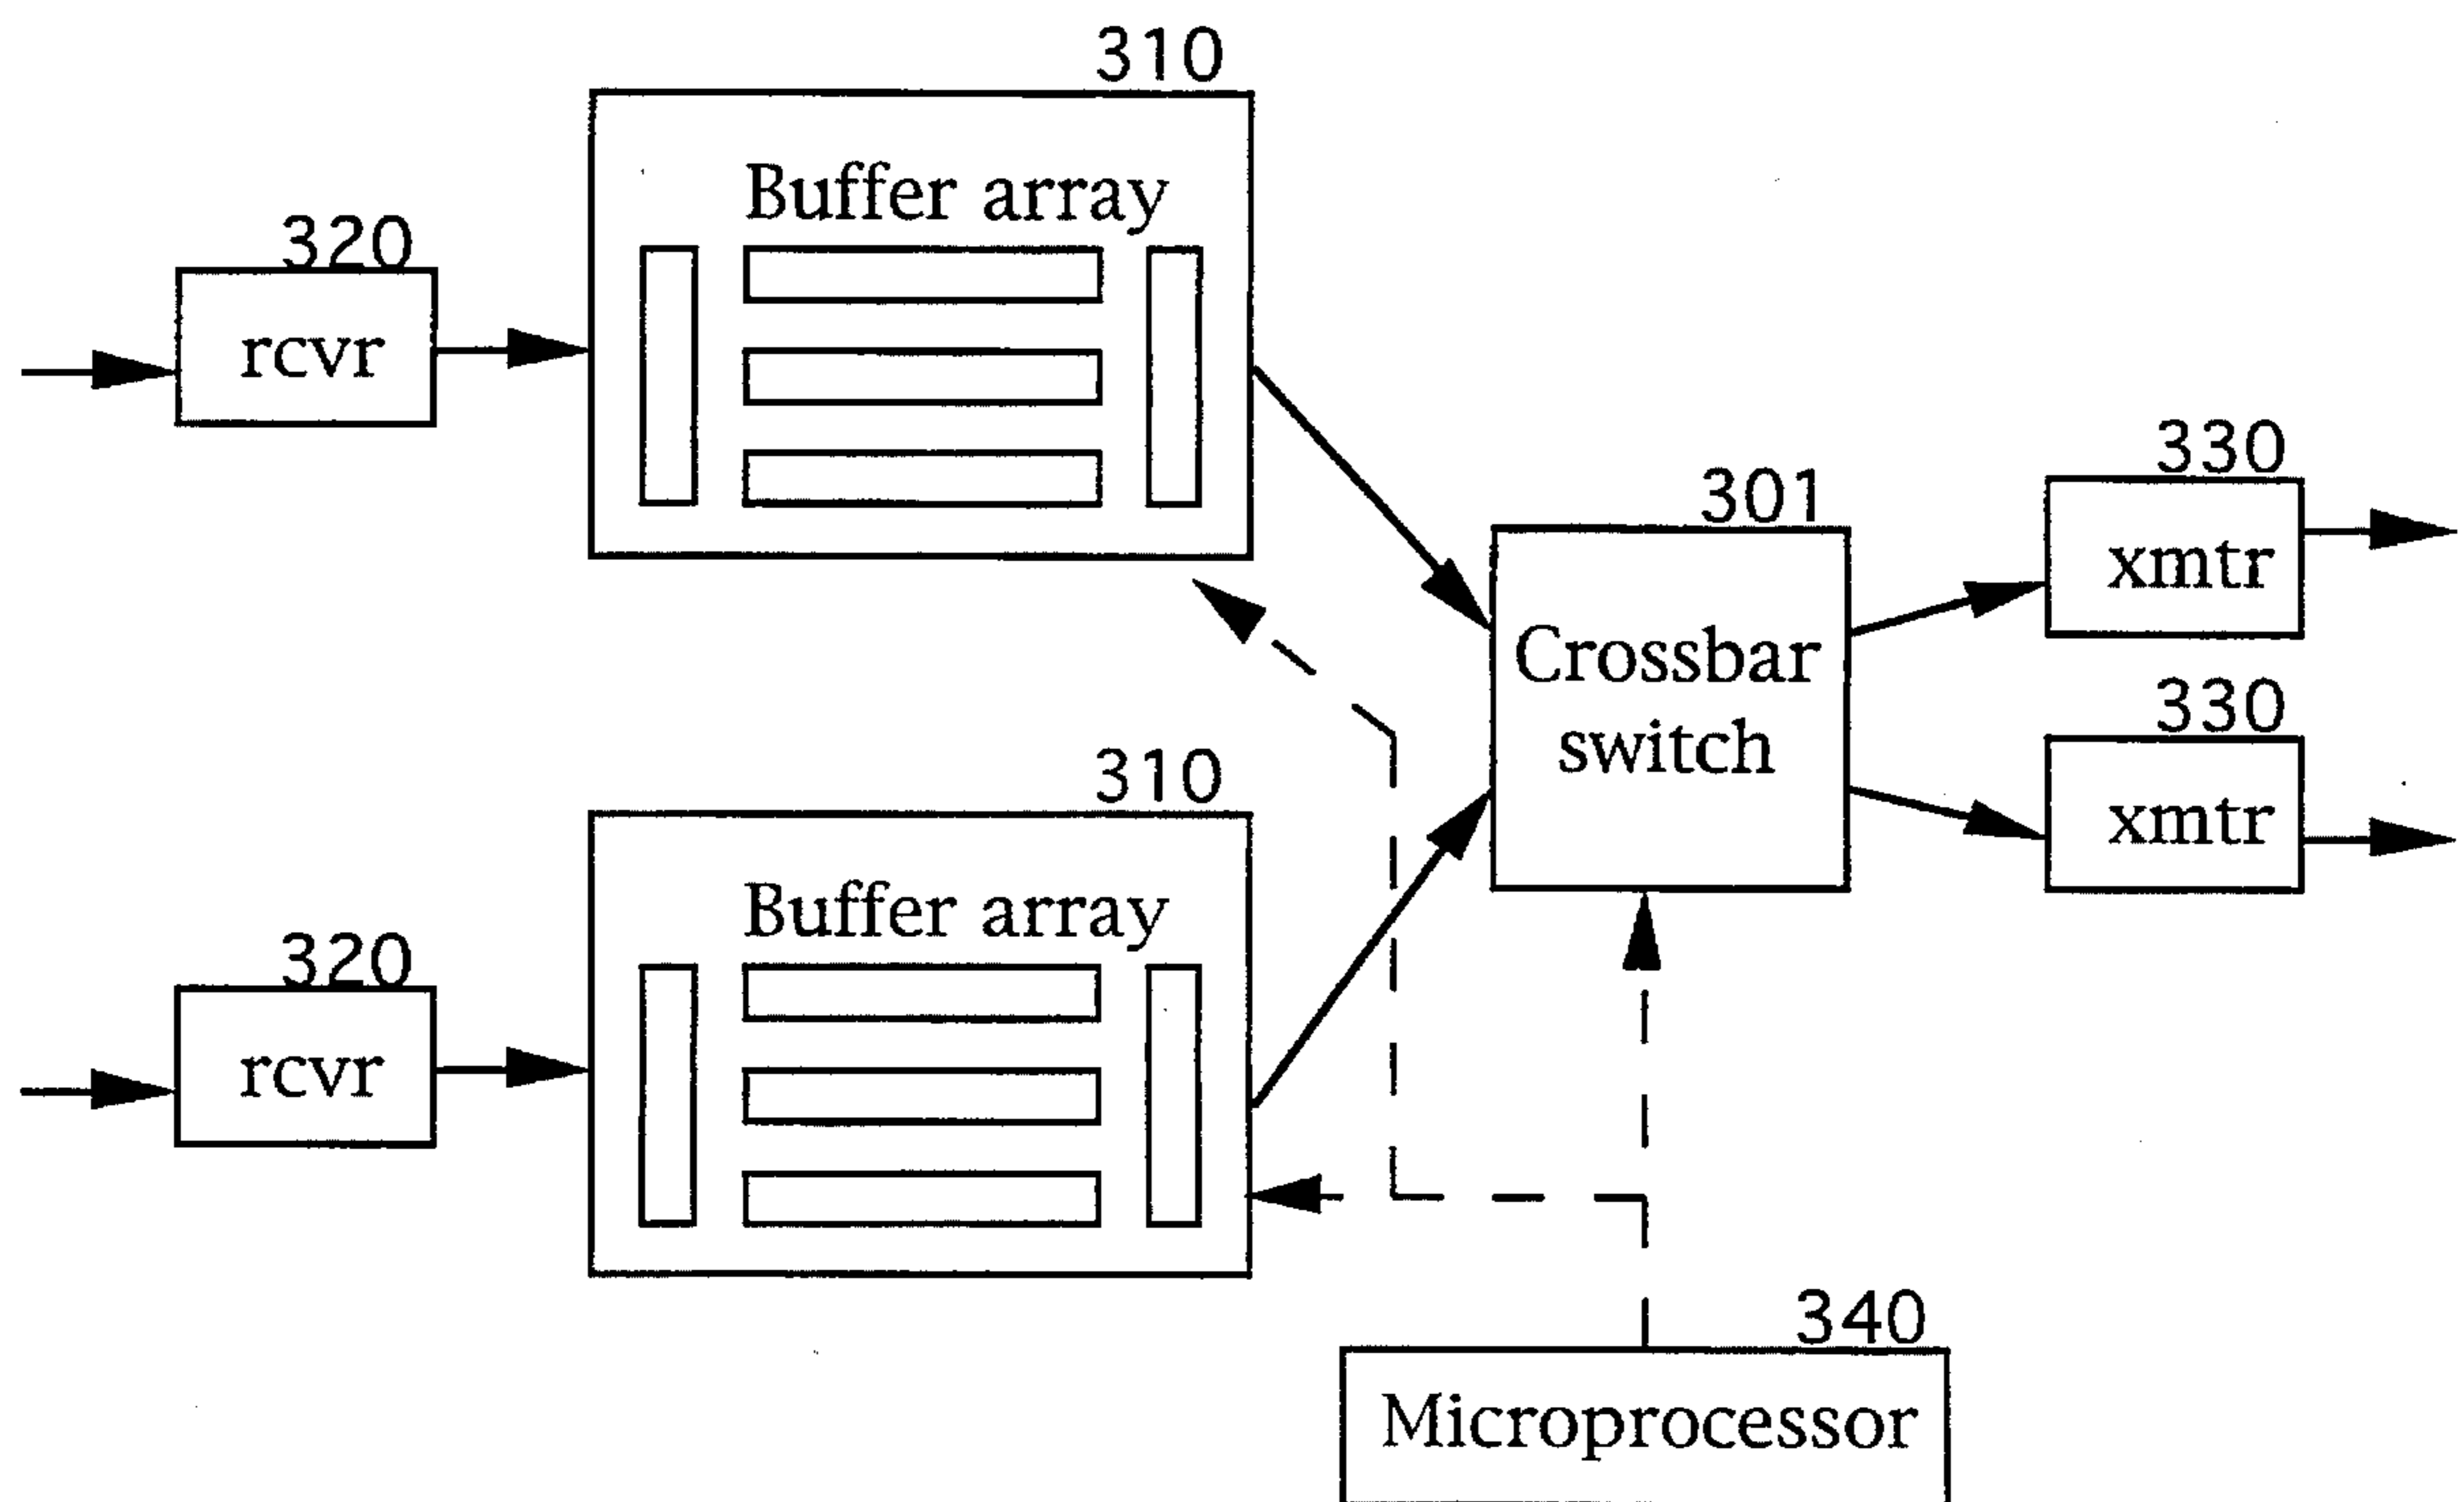 310
Buffer array
320
rcvr
301
Crossbar
switch
330
xmtr
330
xmtr
310
Buffer array
320
rcvr
340
Microprocessor